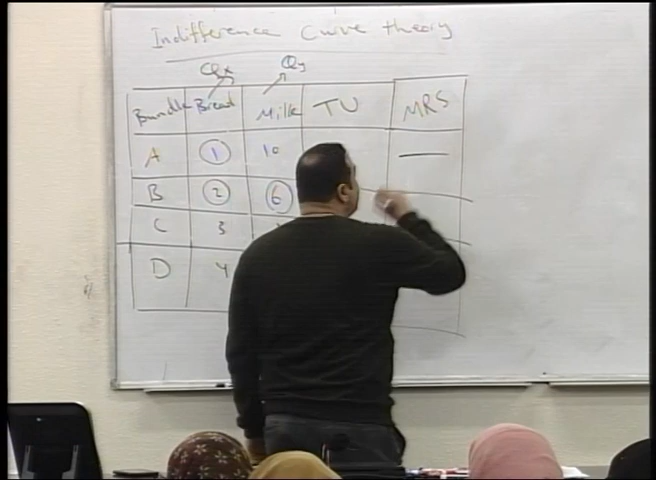 Indifference Curve theory
Qx Qy
Bundle Bread Milk TU MRS
A 1 10 —
B 2 6
C 3
D 4